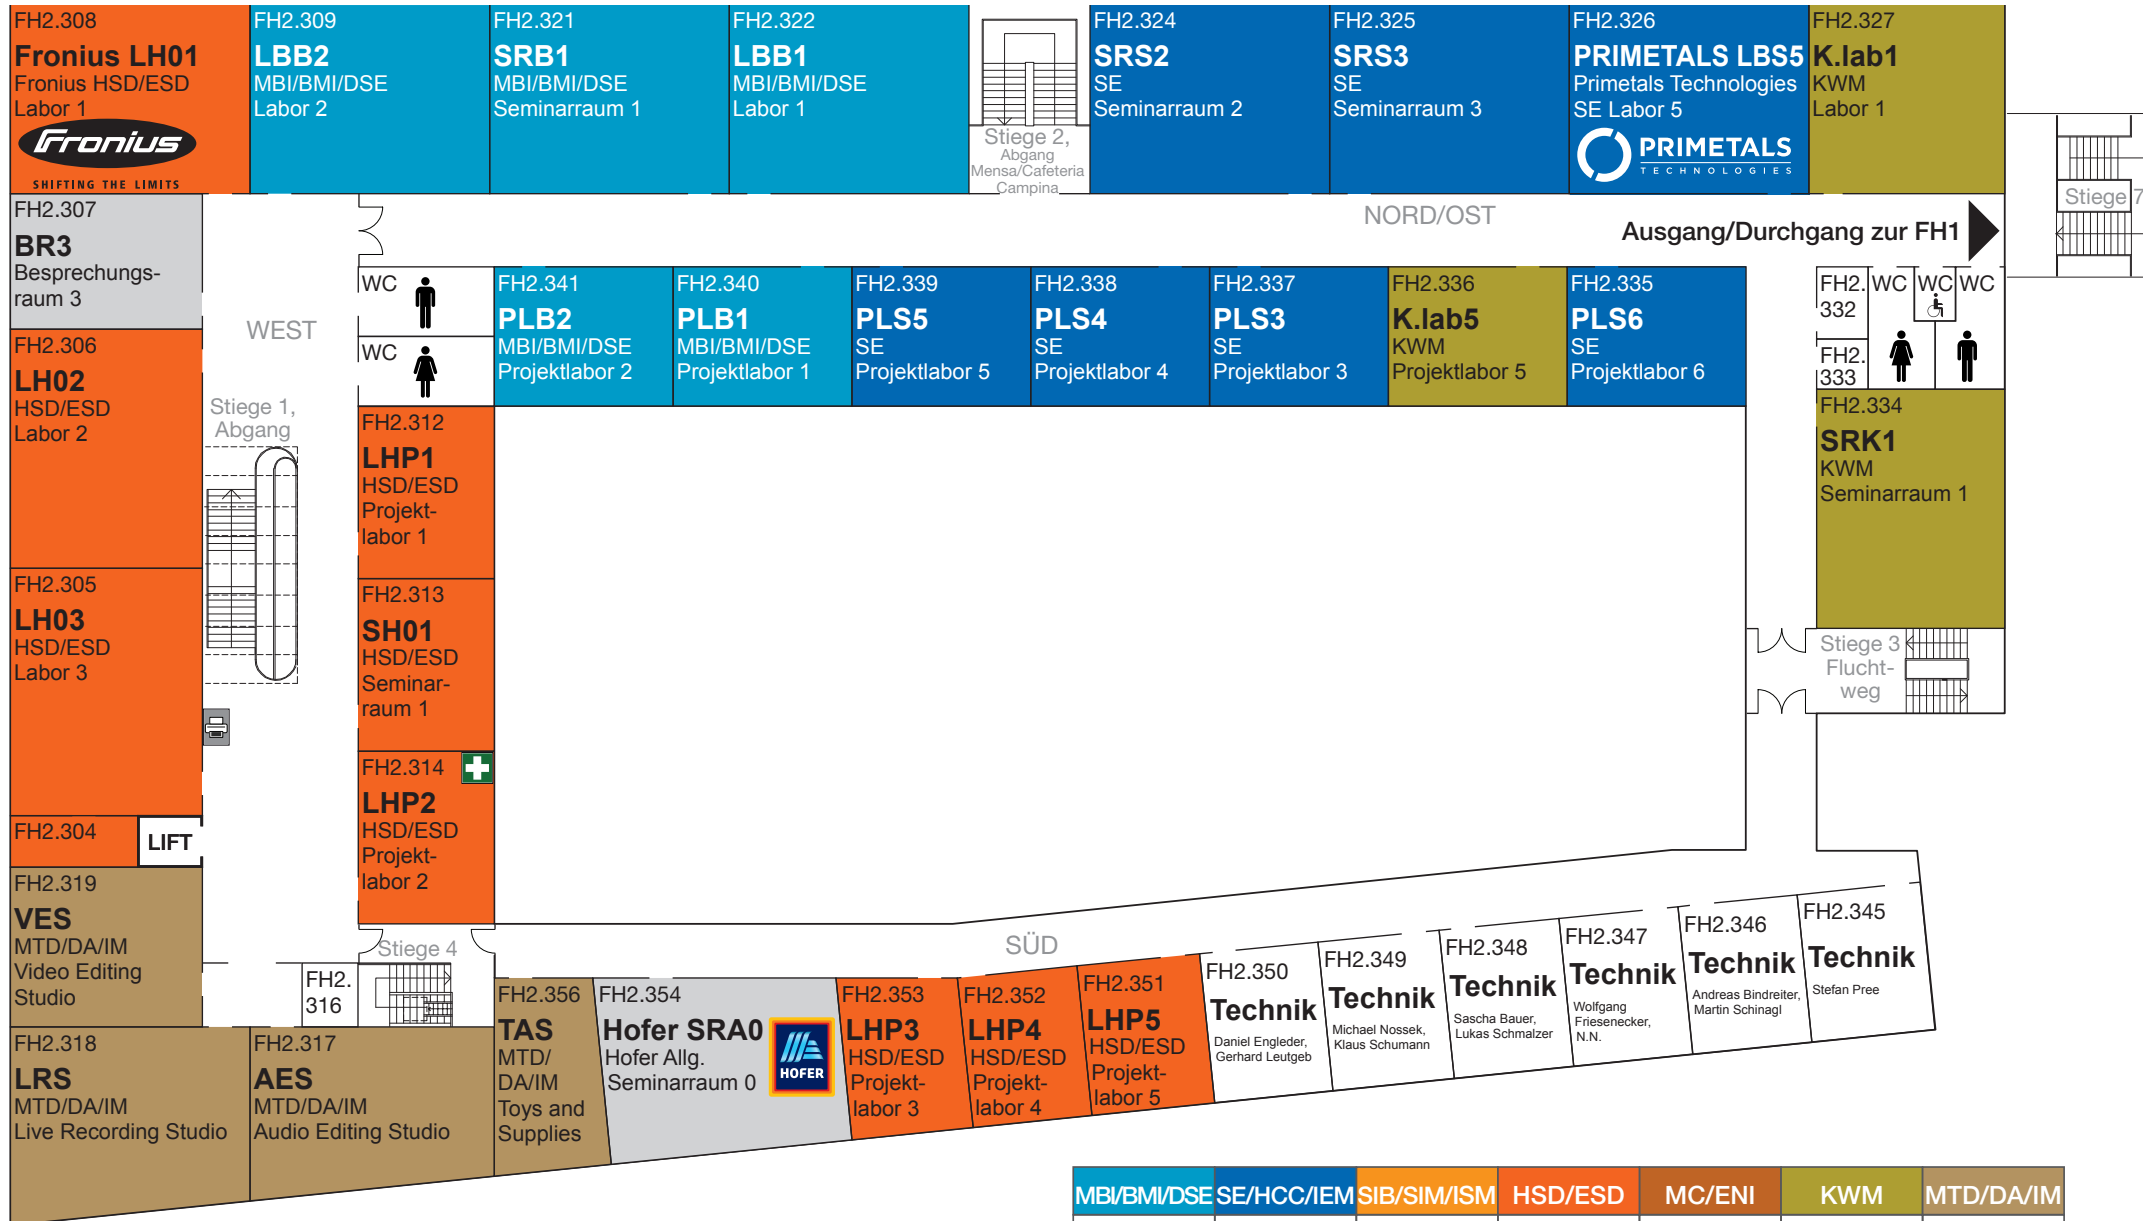 FH2.308
Fronius LH01
Fronius HSD/ESD
Labor 1
Fronius
SHIFTING THE LIMITS
FH2.309
LBB2
MBI/BMI/DSE
Labor 2
FH2.321
SRB1
MBI/BMI/DSE
Seminarraum 1
FH2.322
LBB1
MBI/BMI/DSE
Labor 1
Stiege 2,
Abgang
Mensa/Cafeteria
Campina
FH2.324
SRS2
SE
Seminarraum 2
FH2.325
SRS3
SE
Seminarraum 3
FH2.326
PRIMETALS LBS5
Primetals Technologies
SE Labor 5
PRIMETALS
TECHNOLOGIES
FH2.327
K.lab1
KWM
Labor 1
Stiege 7
NORD/OST
Ausgang/Durchgang zur FH1
FH2.307
BR3
Besprechungs-
raum 3
WEST
WC
WC
FH2.341
PLB2
MBI/BMI/DSE
Projektlabor 2
FH2.340
PLB1
MBI/BMI/DSE
Projektlabor 1
FH2.339
PLS5
SE
Projektlabor 5
FH2.338
PLS4
SE
Projektlabor 4
FH2.337
PLS3
SE
Projektlabor 3
FH2.336
K.lab5
KWM
Projektlabor 5
FH2.335
PLS6
SE
Projektlabor 6
FH2.
332
WC
WC
WC
FH2.
333
FH2.334
SRK1
KWM
Seminarraum 1
FH2.306
LH02
HSD/ESD
Labor 2
Stiege 1,
Abgang
FH2.312
LHP1
HSD/ESD
Projekt-
labor 1
FH2.305
LH03
HSD/ESD
Labor 3
FH2.313
SH01
HSD/ESD
Seminar-
raum 1
Stiege 3
Flucht-
weg
FH2.314
LHP2
HSD/ESD
Projekt-
labor 2
FH2.304
LIFT
FH2.319
VES
MTD/DA/IM
Video Editing
Studio
Stiege 4
FH2.
316
SÜD
FH2.318
LRS
MTD/DA/IM
Live Recording Studio
FH2.317
AES
MTD/DA/IM
Audio Editing Studio
FH2.356
TAS
MTD/
DA/IM
Toys and
Supplies
FH2.354
Hofer SRA0
Hofer Allg.
Seminarraum 0
HOFER
FH2.353
LHP3
HSD/ESD
Projekt-
labor 3
FH2.352
LHP4
HSD/ESD
Projekt-
labor 4
FH2.351
LHP5
HSD/ESD
Projekt-
labor 5
FH2.350
Technik
Daniel Engleder,
Gerhard Leutgeb
FH2.349
Technik
Michael Nossek,
Klaus Schumann
FH2.348
Technik
Sascha Bauer,
Lukas Schmalzer
FH2.347
Technik
Wolfgang
Friesenecker,
N.N.
FH2.346
Technik
Andreas Bindreiter,
Martin Schinagl
FH2.345
Technik
Stefan Pree
MBI/BMI/DSE SE/HCC/IEM SIB/SIM/ISM HSD/ESD MC/ENI KWM MTD/DA/IM